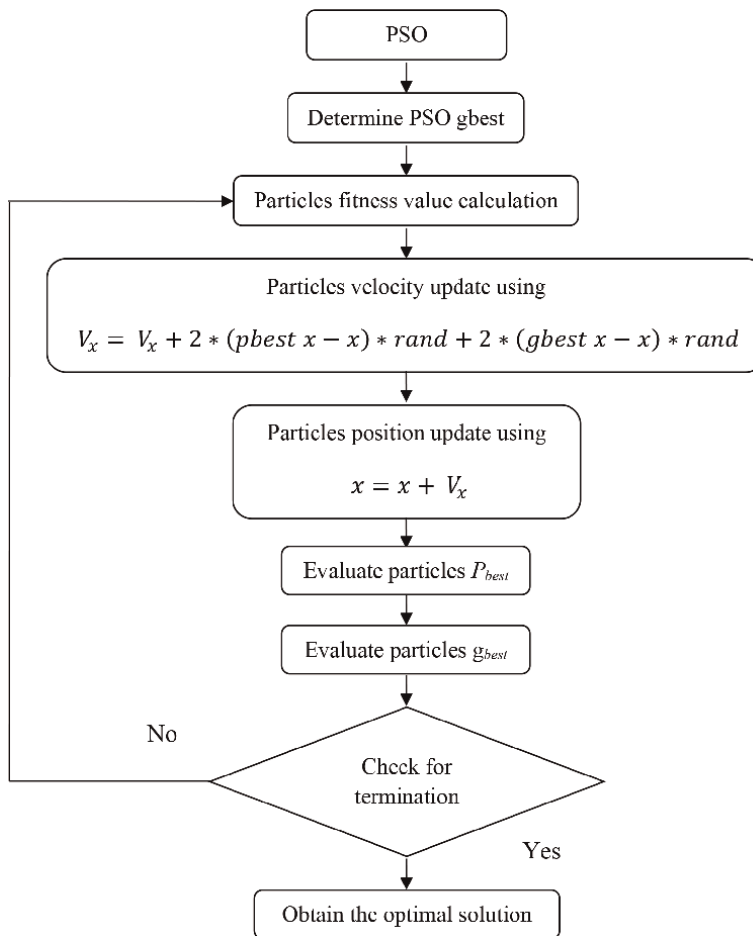 PSO
Determine PSO gbest
Particles fitness value calculation
Particles velocity update using
V_x = V_x + 2 * (pbest x − x) * rand + 2 * (gbest x − x) * rand
Particles position update using
x = x + V_x
Evaluate particles P_best
Evaluate particles g_best
No
Check for
termination
Yes
Obtain the optimal solution